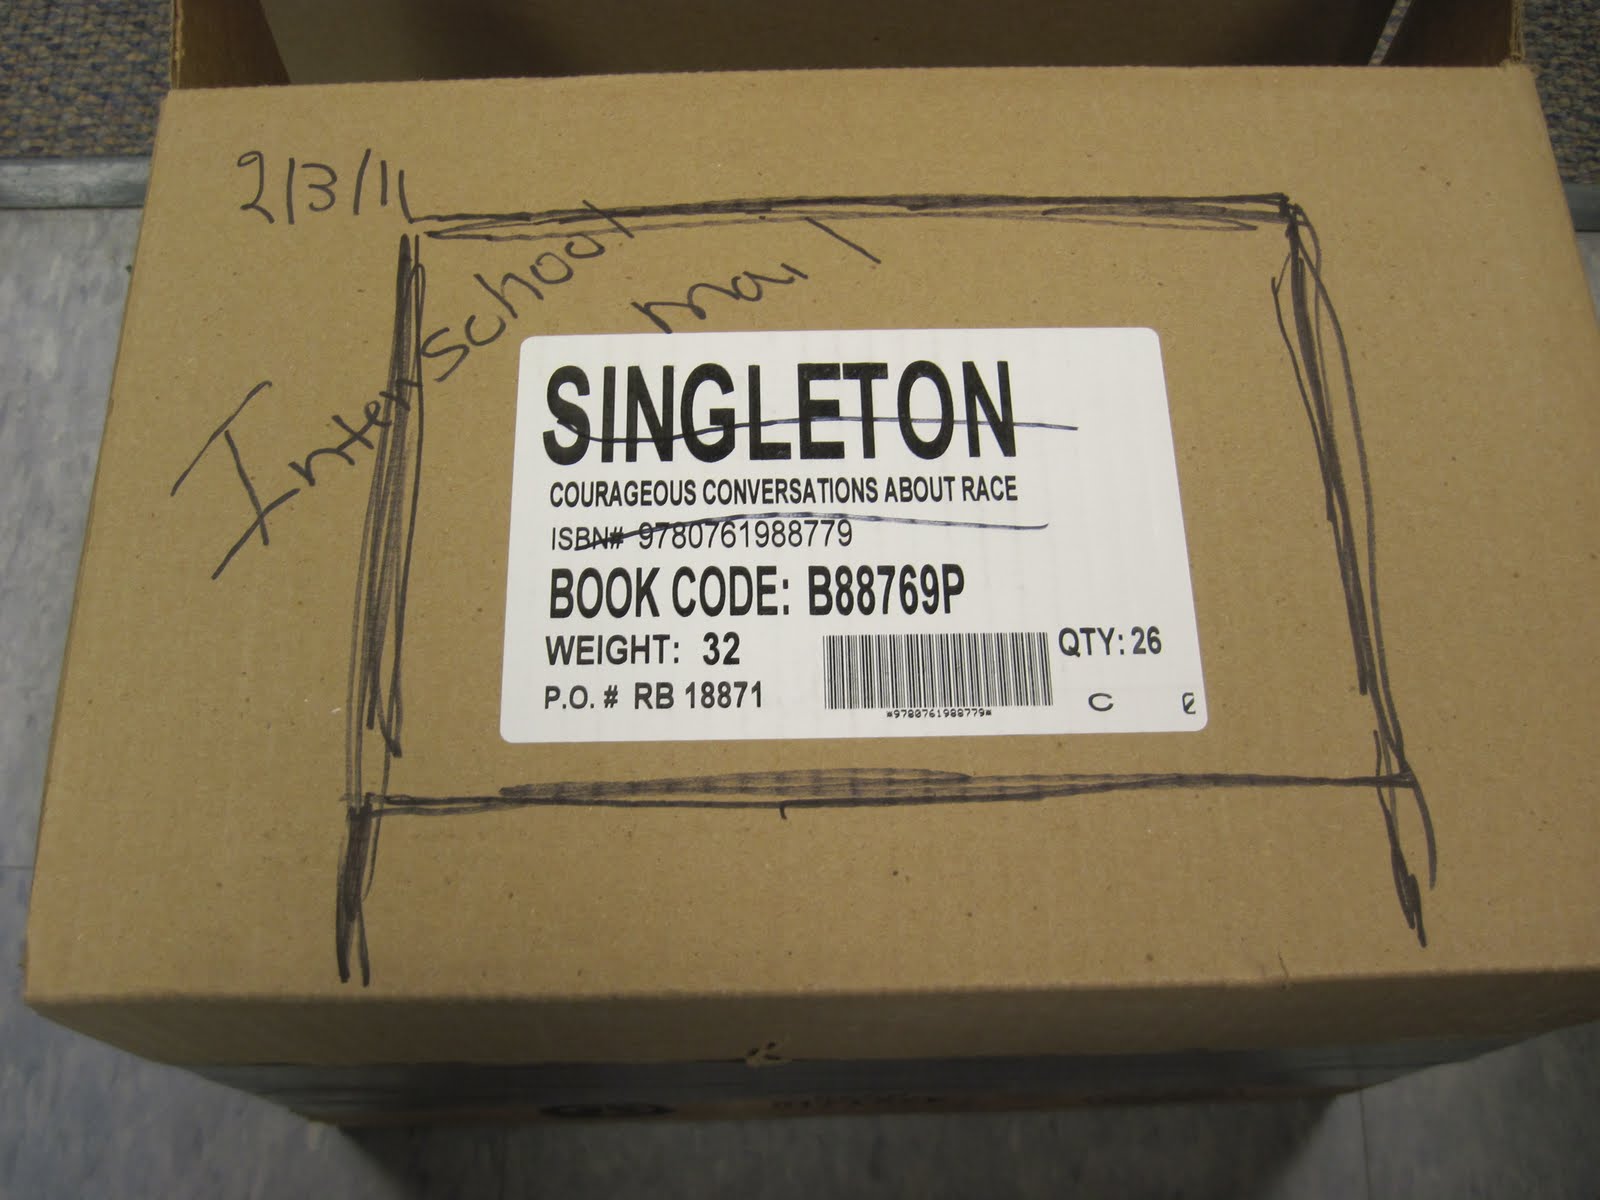 2/3/11
Interschool
mail
SINGLETON
COURAGEOUS CONVERSATIONS ABOUT RACE
ISBN# 9780761988779
BOOK CODE: B88769P
WEIGHT: 32
QTY: 26
P.O. # RB 18871
*9780761988779*
C